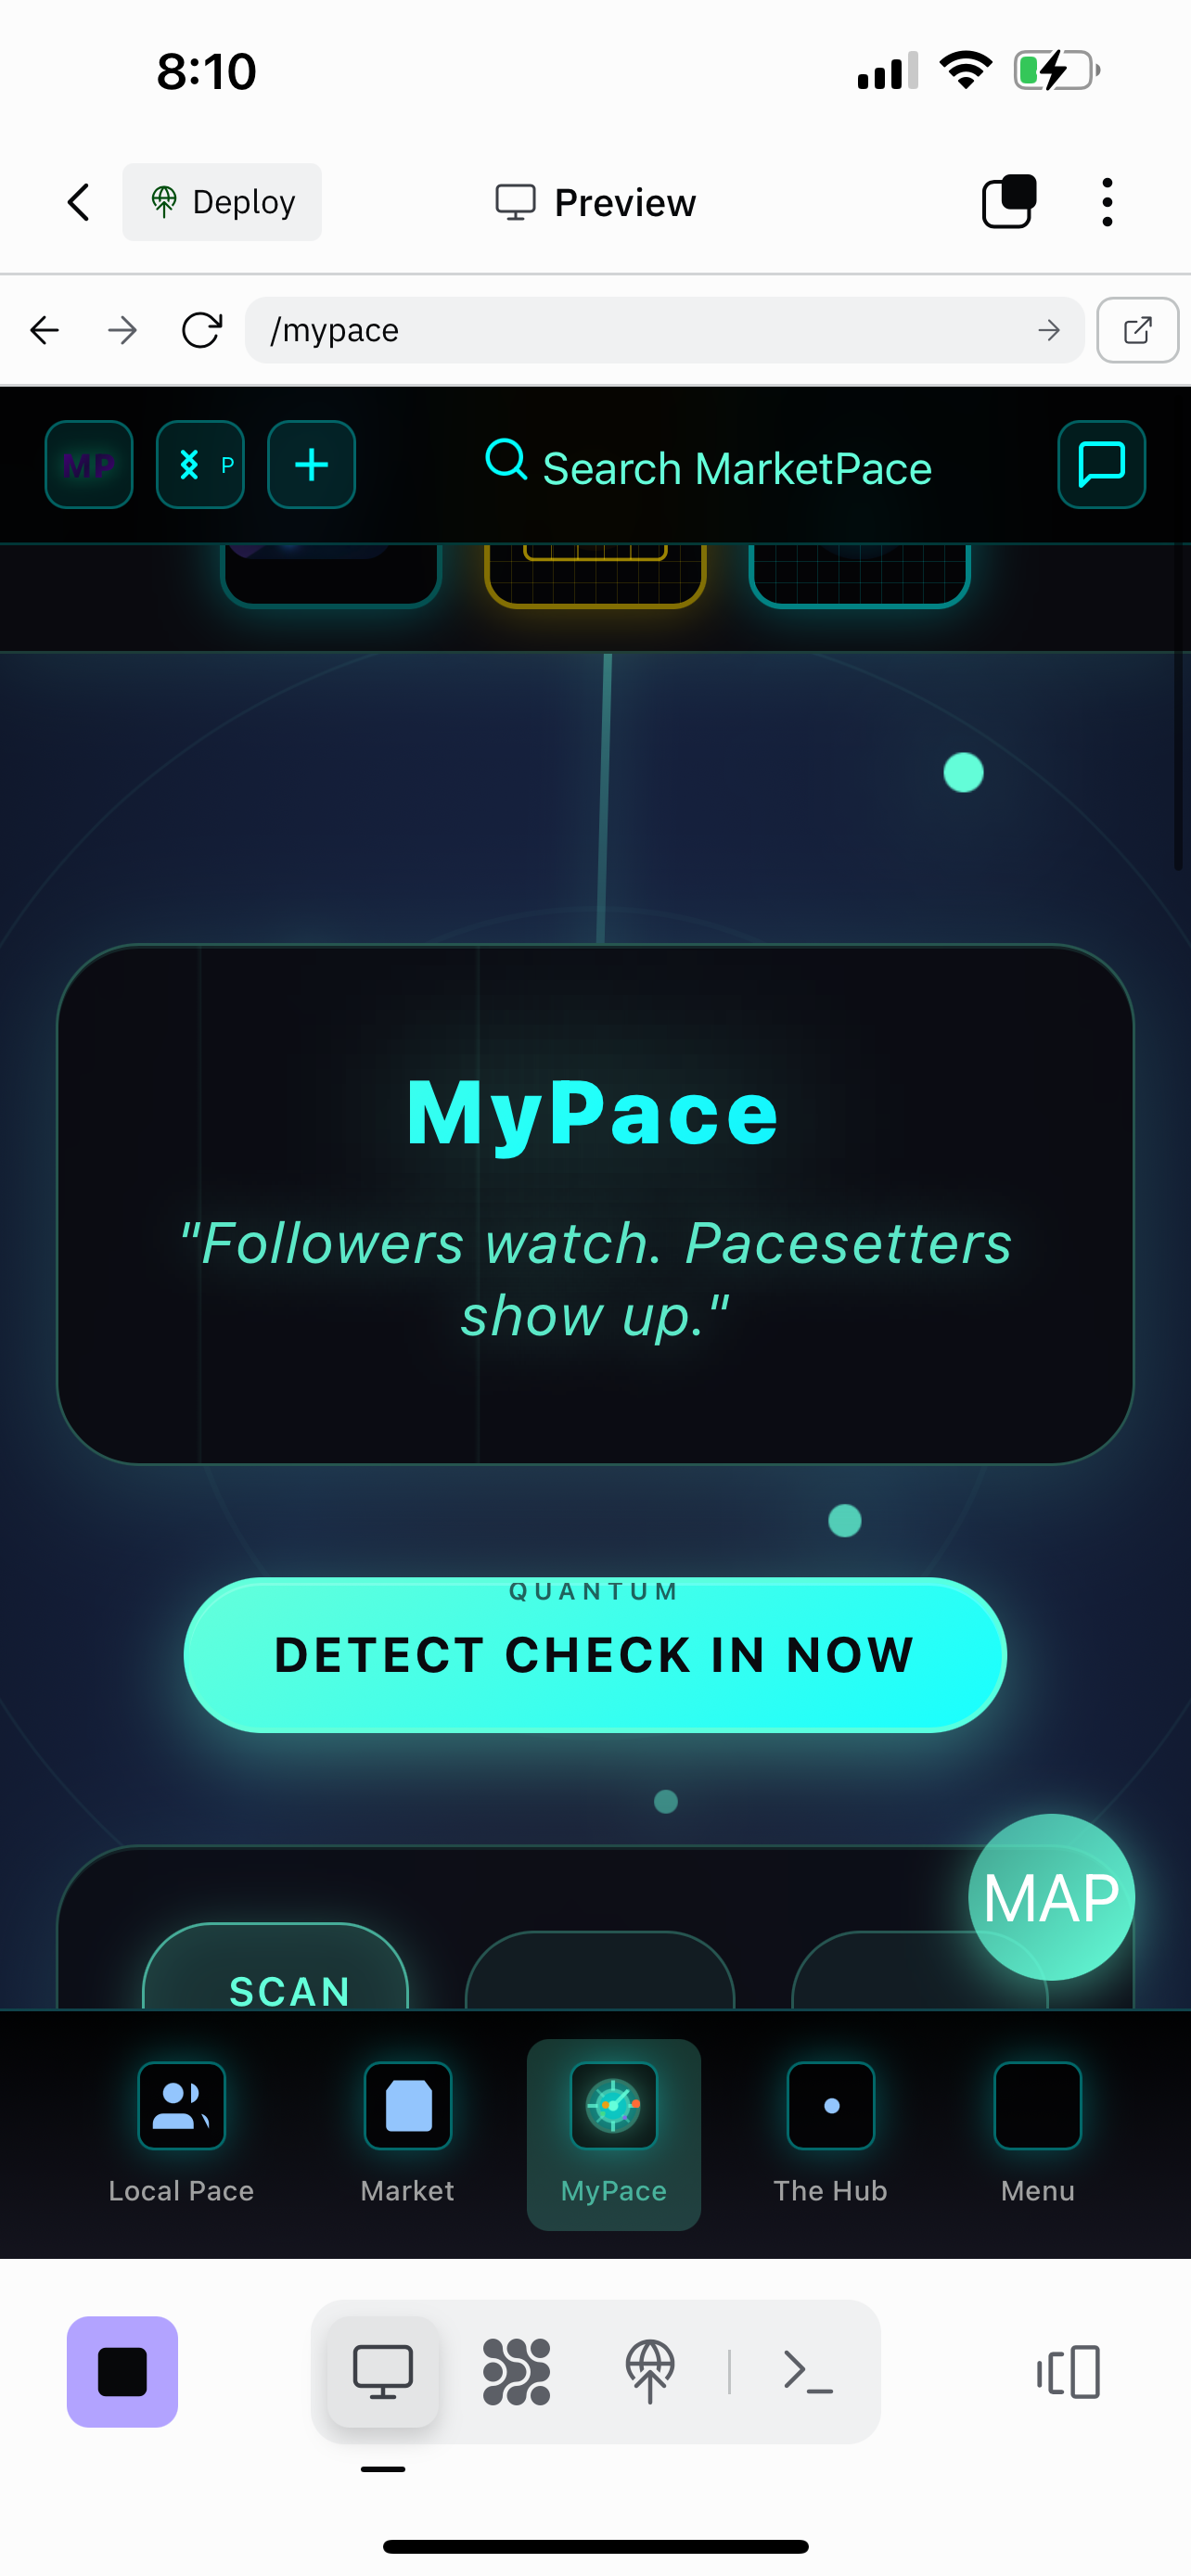 8:10
Deploy
Preview
/mypace
MP
P
Search MarketPace
MyPace
"Followers watch. Pacesetters
show up."
QUANTUM
DETECT CHECK IN NOW
MAP
SCAN
Local Pace
Market
MyPace
The Hub
Menu